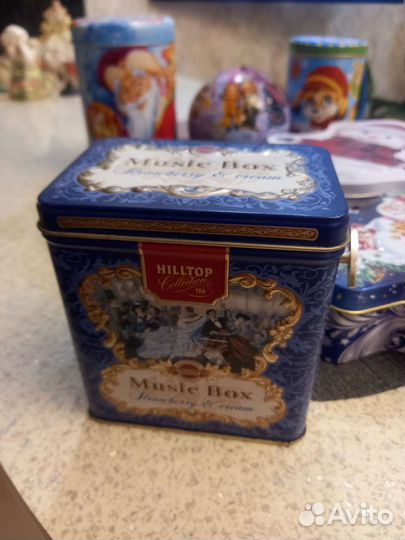 Music Box
Strawberry & cream
HILLTOP
Collection
TEA
Music Box
Strawberry & cream
Avito